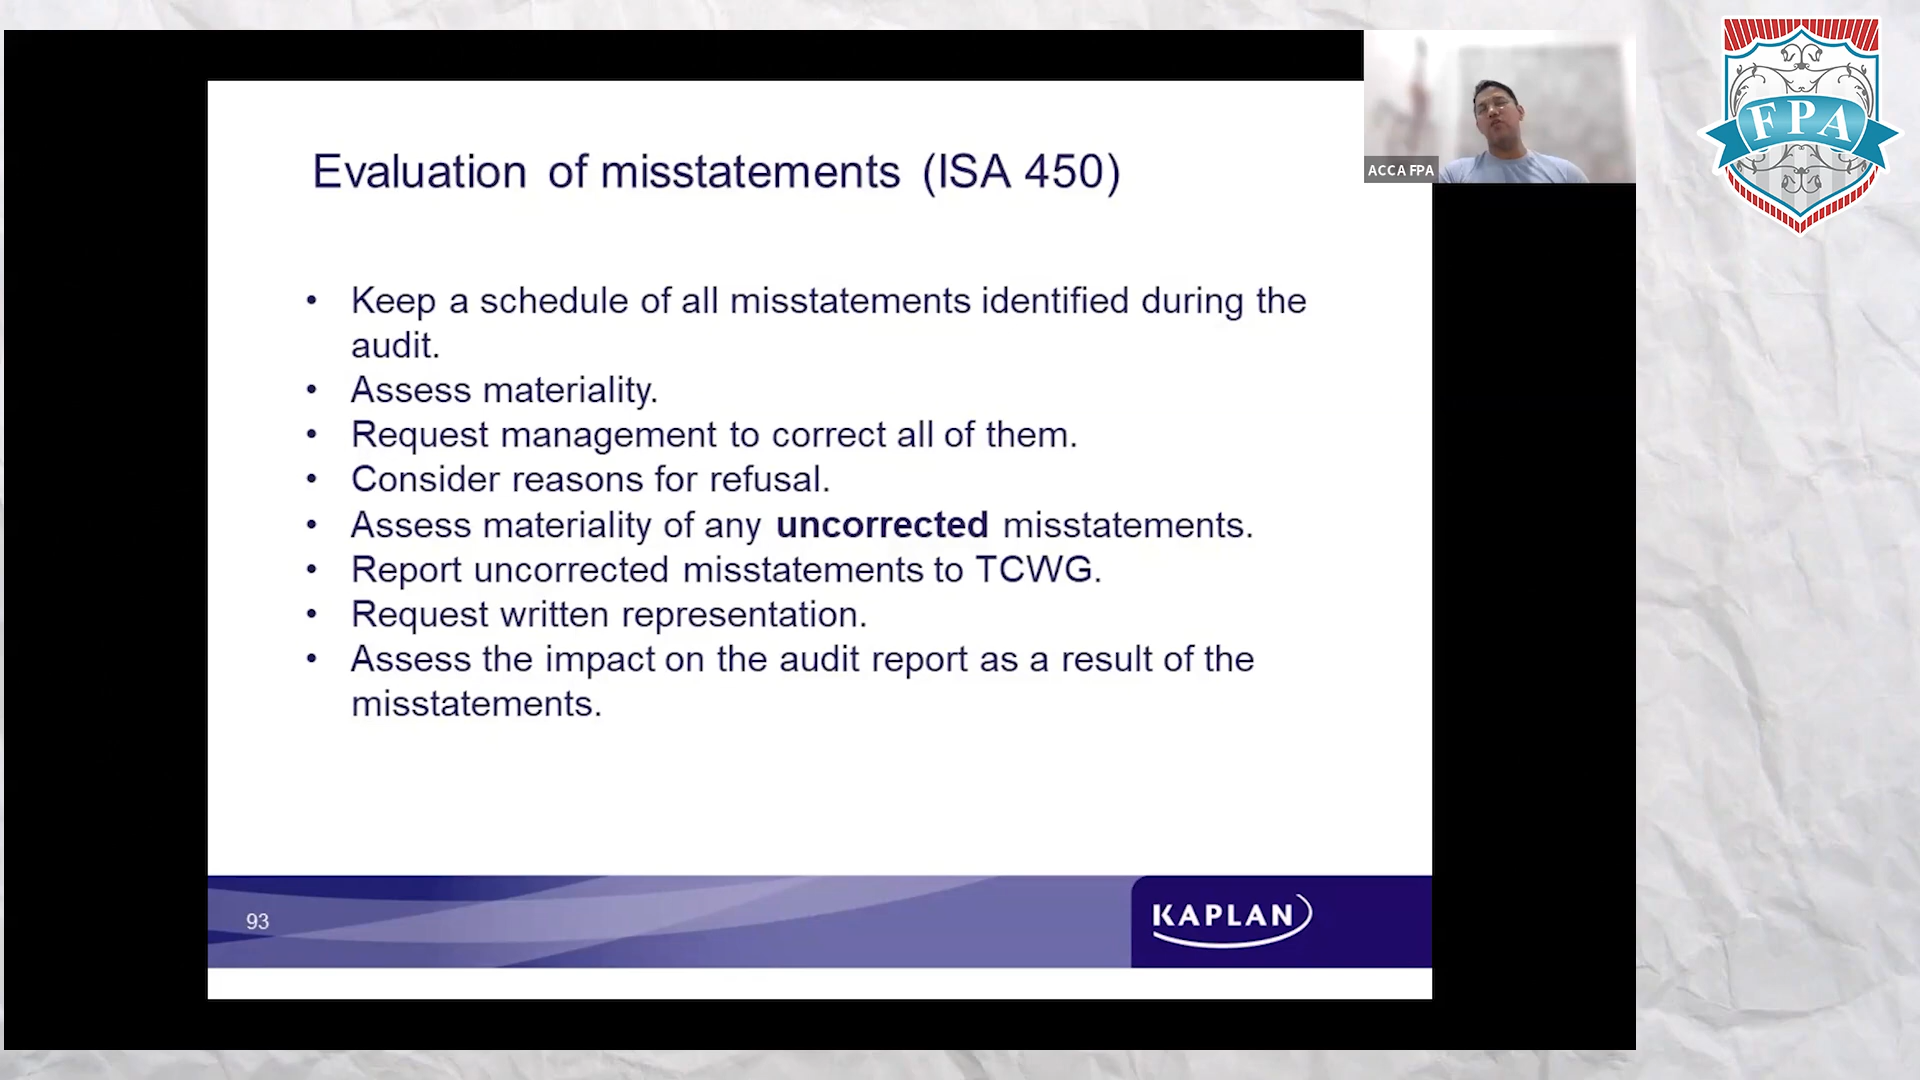 Evaluation of misstatements (ISA 450)
• Keep a schedule of all misstatements identified during the
audit.
• Assess materiality.
• Request management to correct all of them.
• Consider reasons for refusal.
• Assess materiality of any uncorrected misstatements.
• Report uncorrected misstatements to TCWG.
• Request written representation.
• Assess the impact on the audit report as a result of the
misstatements.
93
KAPLAN
ACCA FPA
FPA